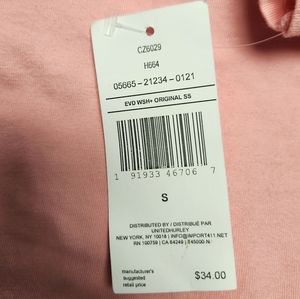 CZ6029
H664
05665-21234-0121
EVD WSH+ ORIGINAL SS
1 91933 46706 7
S
DISTRIBUTED BY / DISTRIBUÉ PAR
UNITEDHURLEY
NEW YORK, NY 10018 | INFO@IMPORT411.NET
RN 100759 | CA 64249
manufacturer's
suggested
retail price
$34.00